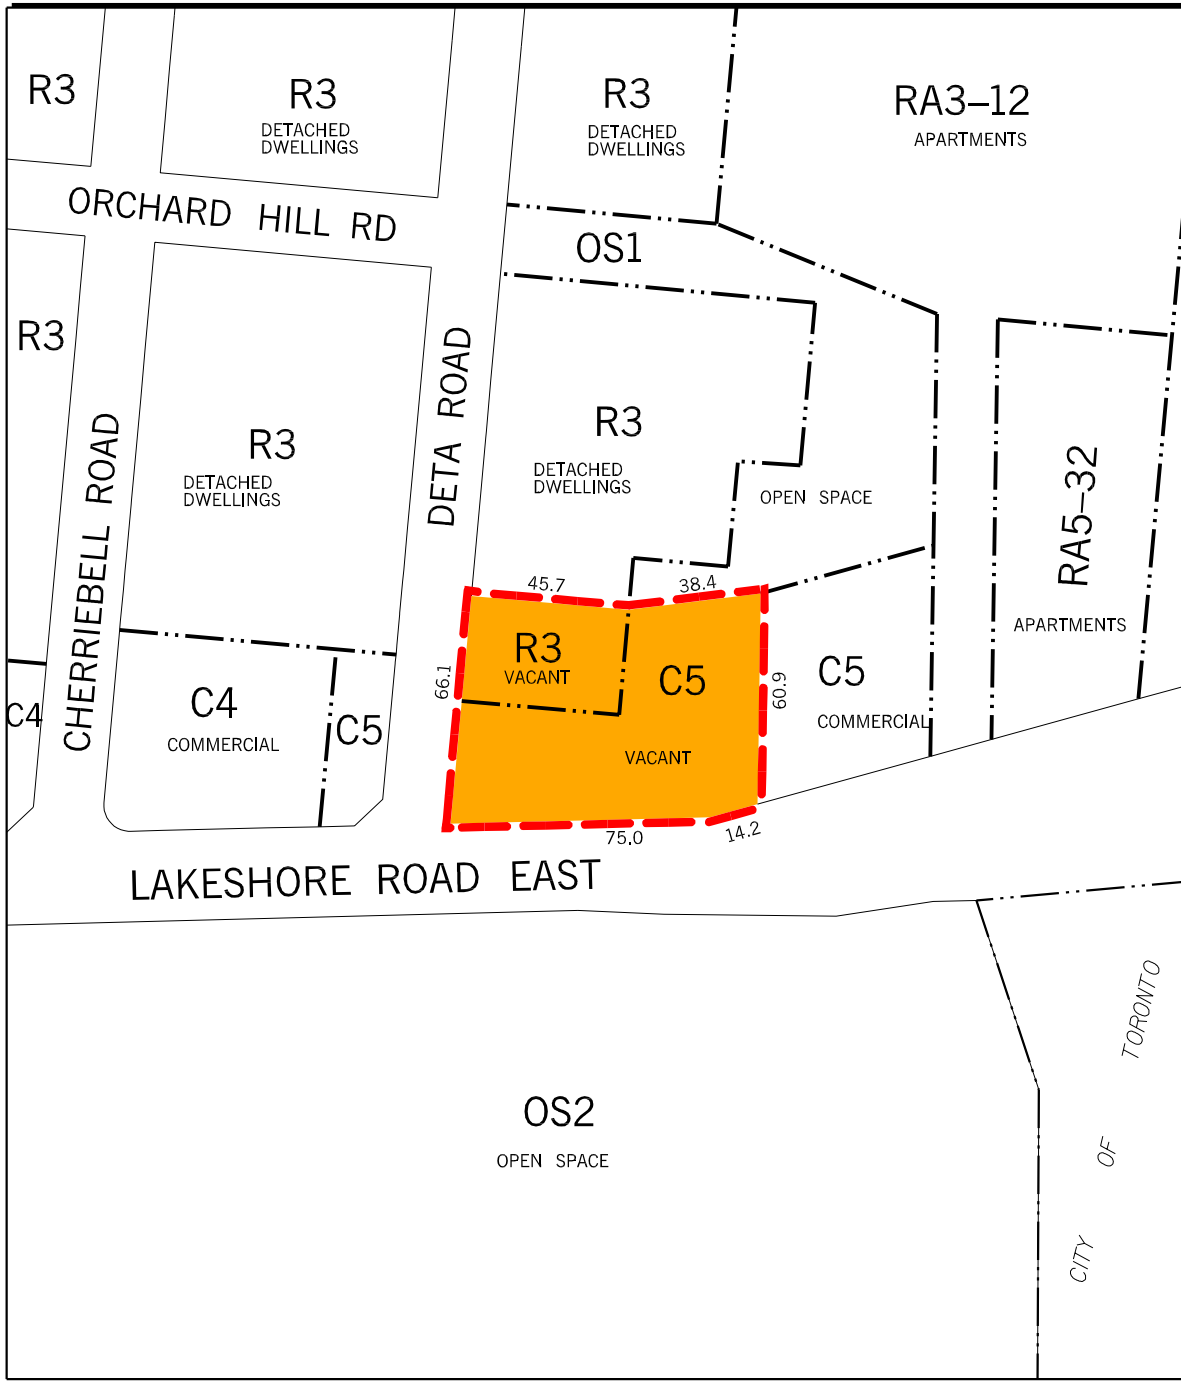 R3
R3
DETACHED
DWELLINGS
R3
DETACHED
DWELLINGS
RA3–12
APARTMENTS
ORCHARD HILL RD
OS1
R3
R3
DETACHED
DWELLINGS
DETA ROAD
R3
DETACHED
DWELLINGS
OPEN SPACE
RA5–32
APARTMENTS
CHERRIEBELL ROAD
45.7
38.4
66.1
60.9
R3
VACANT
C5
VACANT
C5
COMMERCIAL
C4
C4
COMMERCIAL
C5
75.0
14.2
LAKESHORE ROAD EAST
OS2
OPEN SPACE
CITY OF TORONTO